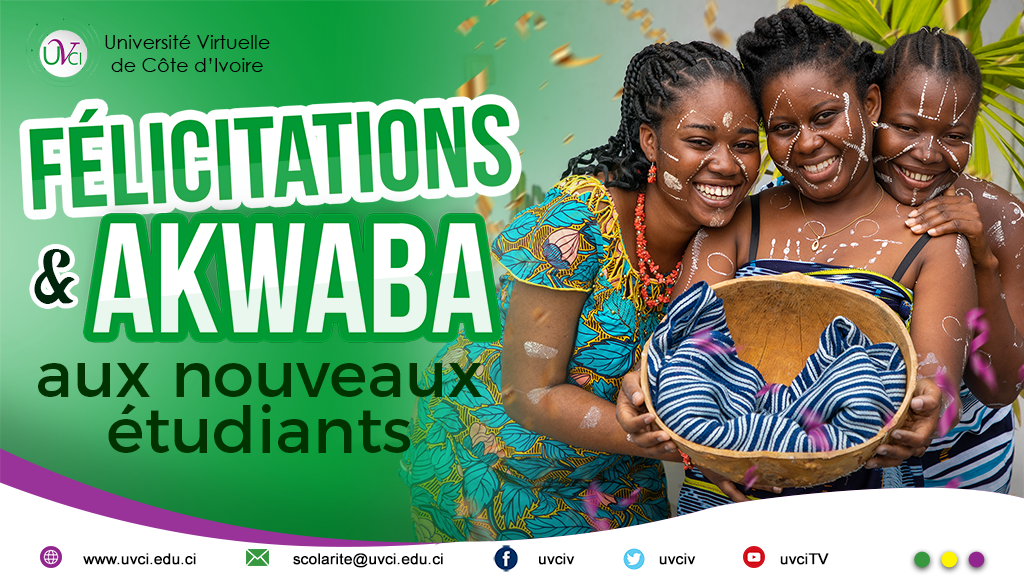 UVCI
Université Virtuelle
de Côte d'Ivoire
FÉLICITATIONS
& AKWABA
aux nouveaux
étudiants
www.uvci.edu.ci
scolarite@uvci.edu.ci
uvciv
uvciv
uvciTV